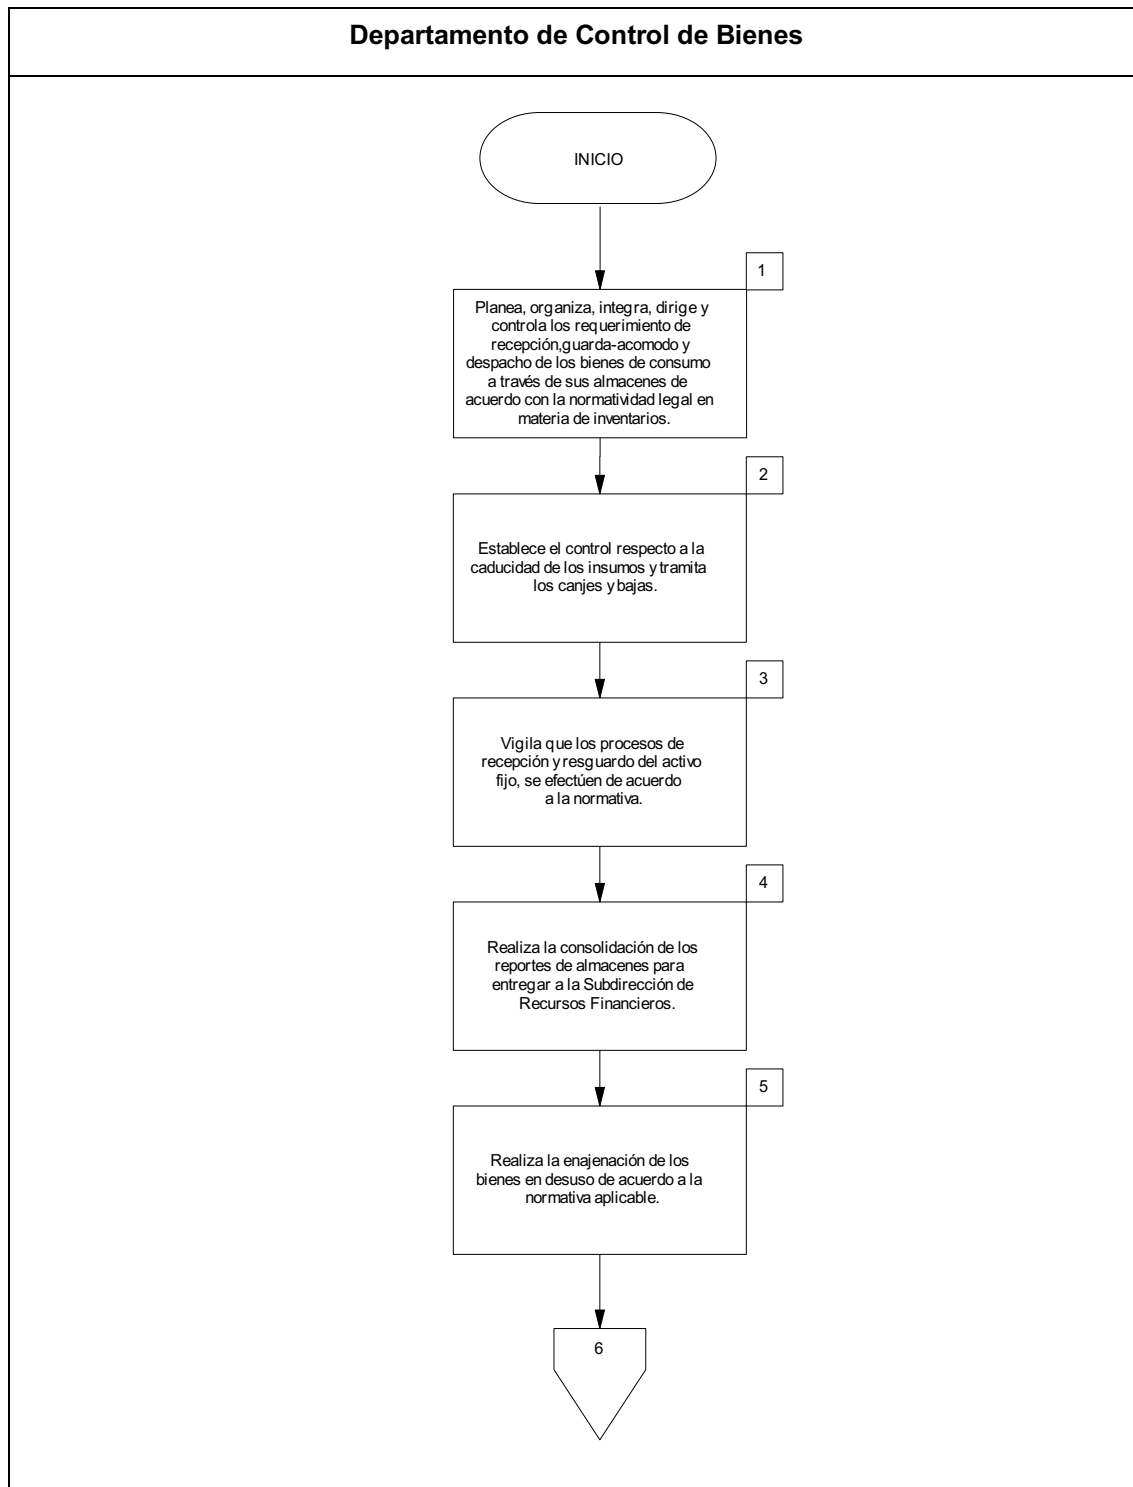 Departamento de Control de Bienes
INICIO
1
Planea, organiza, integra, dirige y
controla los requerimiento de
recepción,guarda-acomodo y
despacho de los bienes de consumo
a través de sus almacenes de
acuerdo con la normatividad legal en
materia de inventarios.
2
Establece el control respecto a la
caducidad de los insumos y tramita
los canjes y bajas.
3
Vigila que los procesos de
recepción y resguardo del activo
fijo, se efectúen de acuerdo
a la normativa.
4
Realiza la consolidación de los
reportes de almacenes para
entregar a la Subdirección de
Recursos Financieros.
5
Realiza la enajenación de los
bienes en desuso de acuerdo a la
normativa aplicable.
6